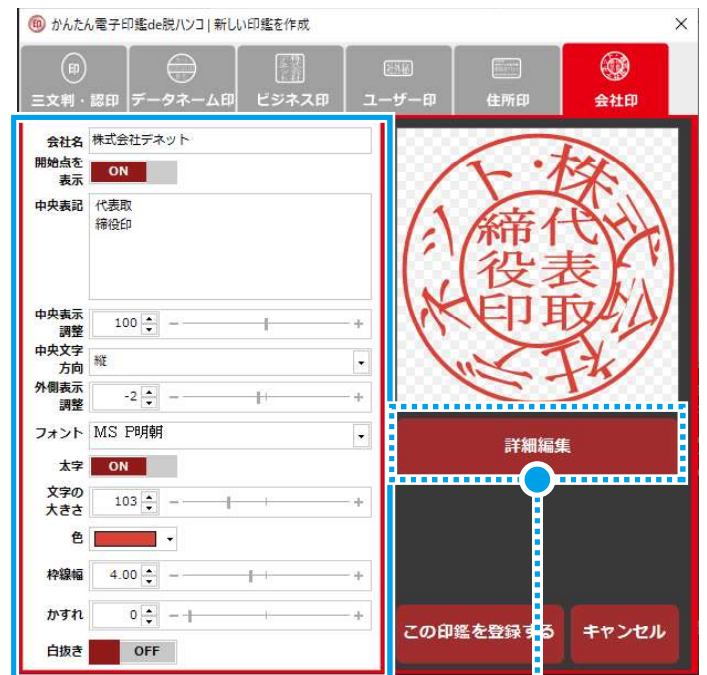 かんたん電子印鑑de脱ハンコ | 新しい印鑑を作成
印
三文判・認印
データネーム印
ビジネス印
ユーザー印
住所印
会社印
会社名 株式会社デネット
開始点を
表示 ON
中央表記 代表取
締役印
中央表示
調整 100
中央文字
方向 縦
外側表示
調整 -2
フォント MS P明朝
太字 ON
文字の
大きさ 103
色
枠線幅 4.00
かすれ 0
白抜き OFF
・株式会社デネット
代表取
締役印
詳細編集
この印鑑を登録する
キャンセル